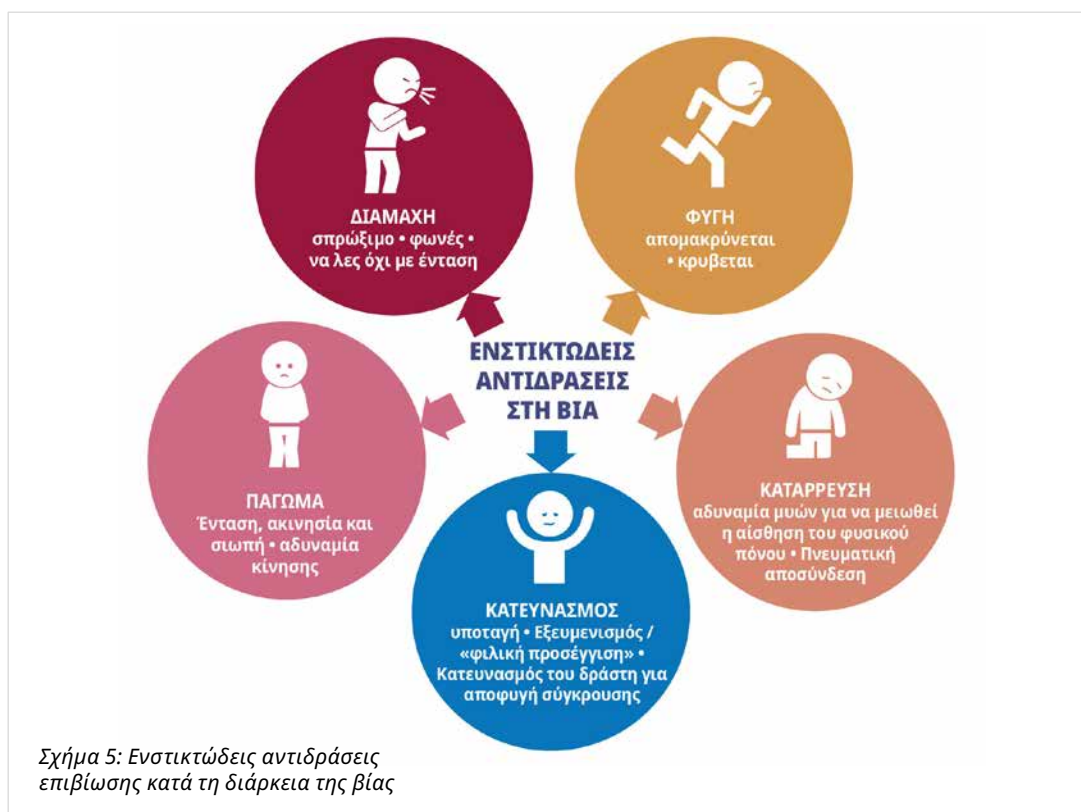 ΔΙΑΜΑΧΗ
σπρώξιμο • φωνές •
να λες όχι με ένταση
ΦΥΓΗ
απομακρύνεται
• κρυβεται
ΕΝΣΤΙΚΤΩΔΕΙΣ
ΑΝΤΙΔΡΑΣΕΙΣ
ΣΤΗ ΒΙΑ
ΠΑΓΩΜΑ
Ένταση, ακινησία και
σιωπή • αδυναμία
κίνησης
ΚΑΤΑΡΡΕΥΣΗ
αδυναμία μυών για να μειωθεί
η αίσθηση του φυσικού
πόνου • Πνευματική
αποσύνδεση
ΚΑΤΕΥΝΑΣΜΟΣ
υποταγή • Εξευμενισμός /
«φιλική προσέγγιση» •
Κατευνασμός του δράστη για
αποφυγή σύγκρουσης
Σχήμα 5: Ενστικτώδεις αντιδράσεις
επιβίωσης κατά τη διάρκεια της βίας